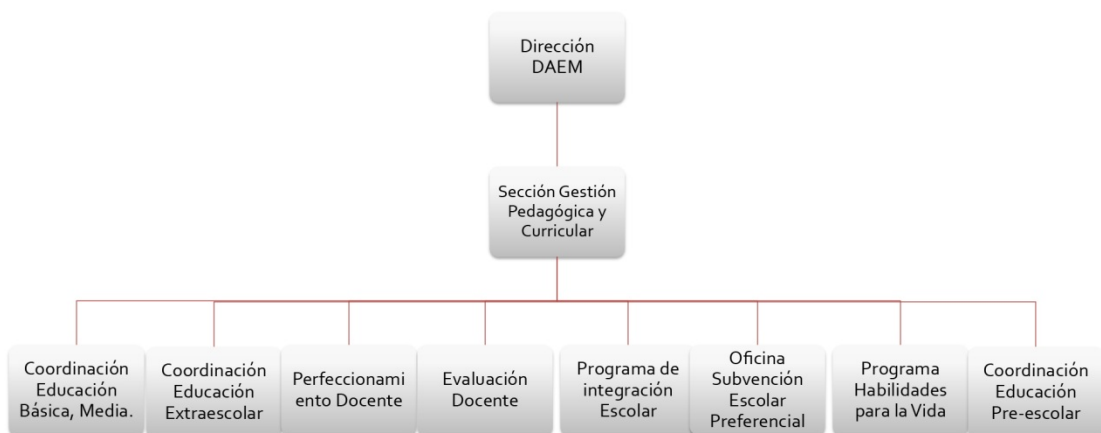 Dirección
DAEM
Sección Gestión
Pedagógica y
Curricular
Coordinación
Educación
Básica, Media.
Coordinación
Educación
Extraescolar
Perfeccionami
ento Docente
Evaluación
Docente
Programa de
integración
Escolar
Oficina
Subvención
Escolar
Preferencial
Programa
Habilidades
para la Vida
Coordinación
Educación
Pre-escolar